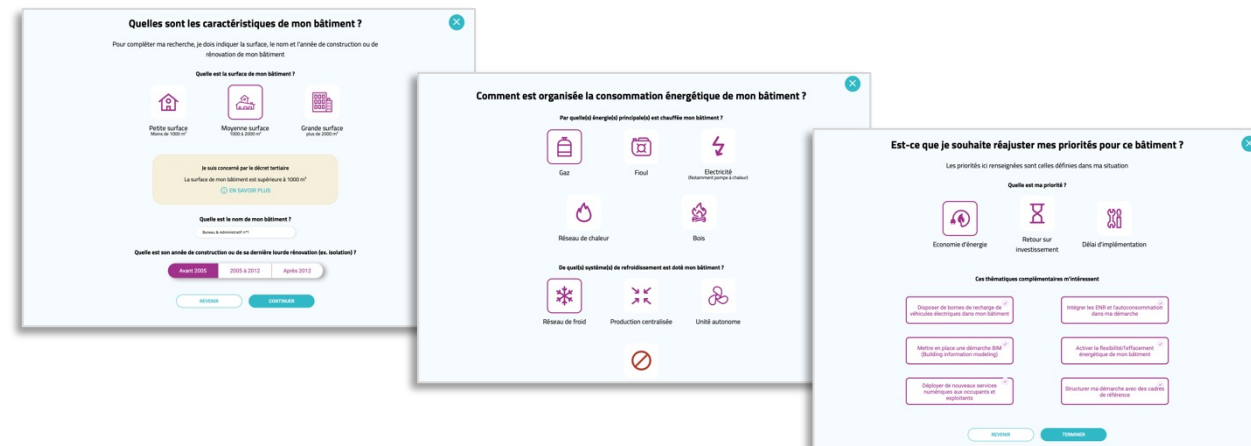 Quelles sont les caractéristiques de mon bâtiment ?
Pour compléter ma recherche, je dois indiquer la surface, le nom et l'année de construction ou de
rénovation de mon bâtiment
Quelle est la surface de mon bâtiment ?
Petite surface
Moins de 1000 m²
Moyenne surface
1000 à 2000 m²
Grande surface
plus de 2000 m²
Je suis concerné par le décret tertiaire
La surface de mon bâtiment est supérieure à 1000 m²
EN SAVOIR PLUS
Quelle est le nom de mon bâtiment ?
Bureau & Administratif n°1
Quelle est son année de construction ou de sa dernière lourde rénovation (ex. isolation) ?
Avant 2005
2005 à 2012
Après 2012
REVENIR
CONTINUER
Comment est organisée la consommation énergétique de mon bâtiment ?
Par quelle(s) énergie(s) principale(s) est chauffée mon bâtiment ?
Gaz
Fioul
Electricité
(Notamment pompe à chaleur)
Réseau de chaleur
Bois
De quel(s) système(s) de refroidissement est doté mon bâtiment ?
Réseau de froid
Production centralisée
Unité autonome
Est-ce que je souhaite réajuster mes priorités pour ce bâtiment ?
Les priorités ici renseignées sont celles définies dans ma situation
Quelle est ma priorité ?
Economie d'énergie
Retour sur
investissement
Délai d'implémentation
Ces thématiques complémentaires m'intéressent
Disposer de bornes de recharge de
véhicules électriques dans mon bâtiment
Intégrer les ENR et l'autoconsommation
dans ma démarche
Mettre en place une démarche BIM
(Building information modeling)
Activer la flexibilité/l'effacement
énergétique de mon bâtiment
Déployer de nouveaux services
numériques aux occupants et
exploitants
Structurer ma démarche avec des cadres
de référence
REVENIR
TERMINER